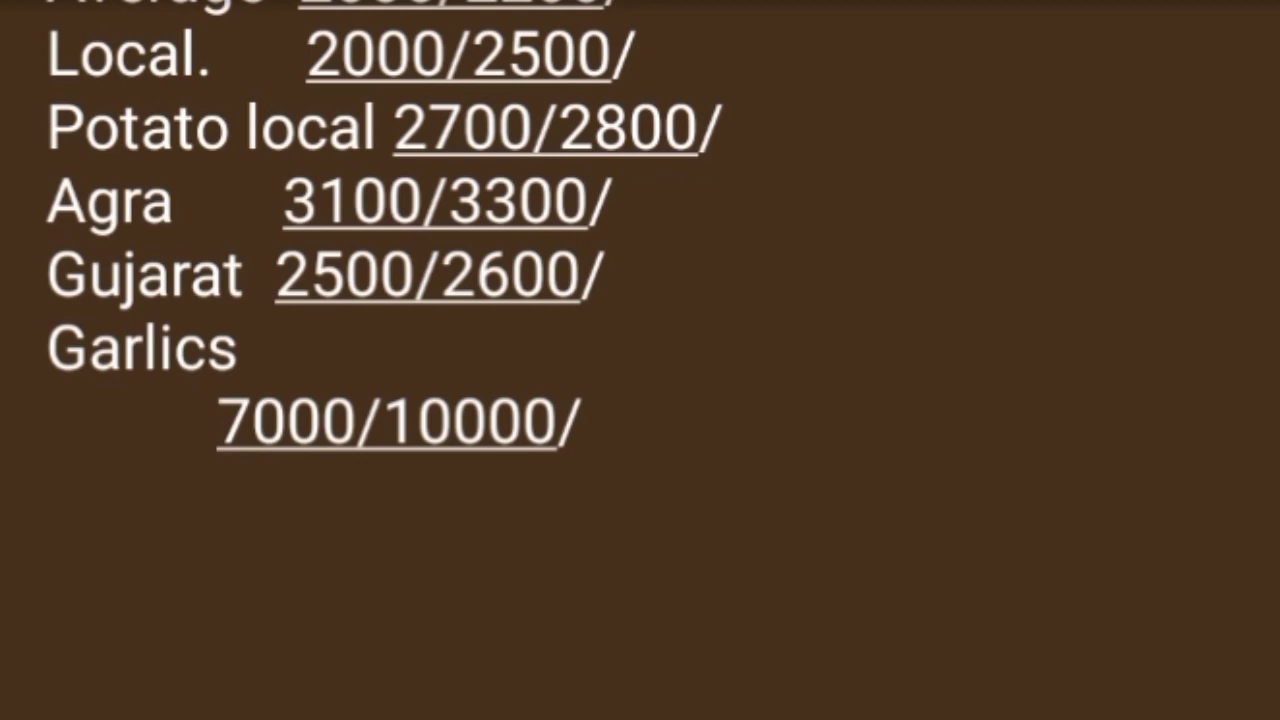 Local. 2000/2500/
Potato local 2700/2800/
Agra 3100/3300/
Gujarat 2500/2600/
Garlics
7000/10000/